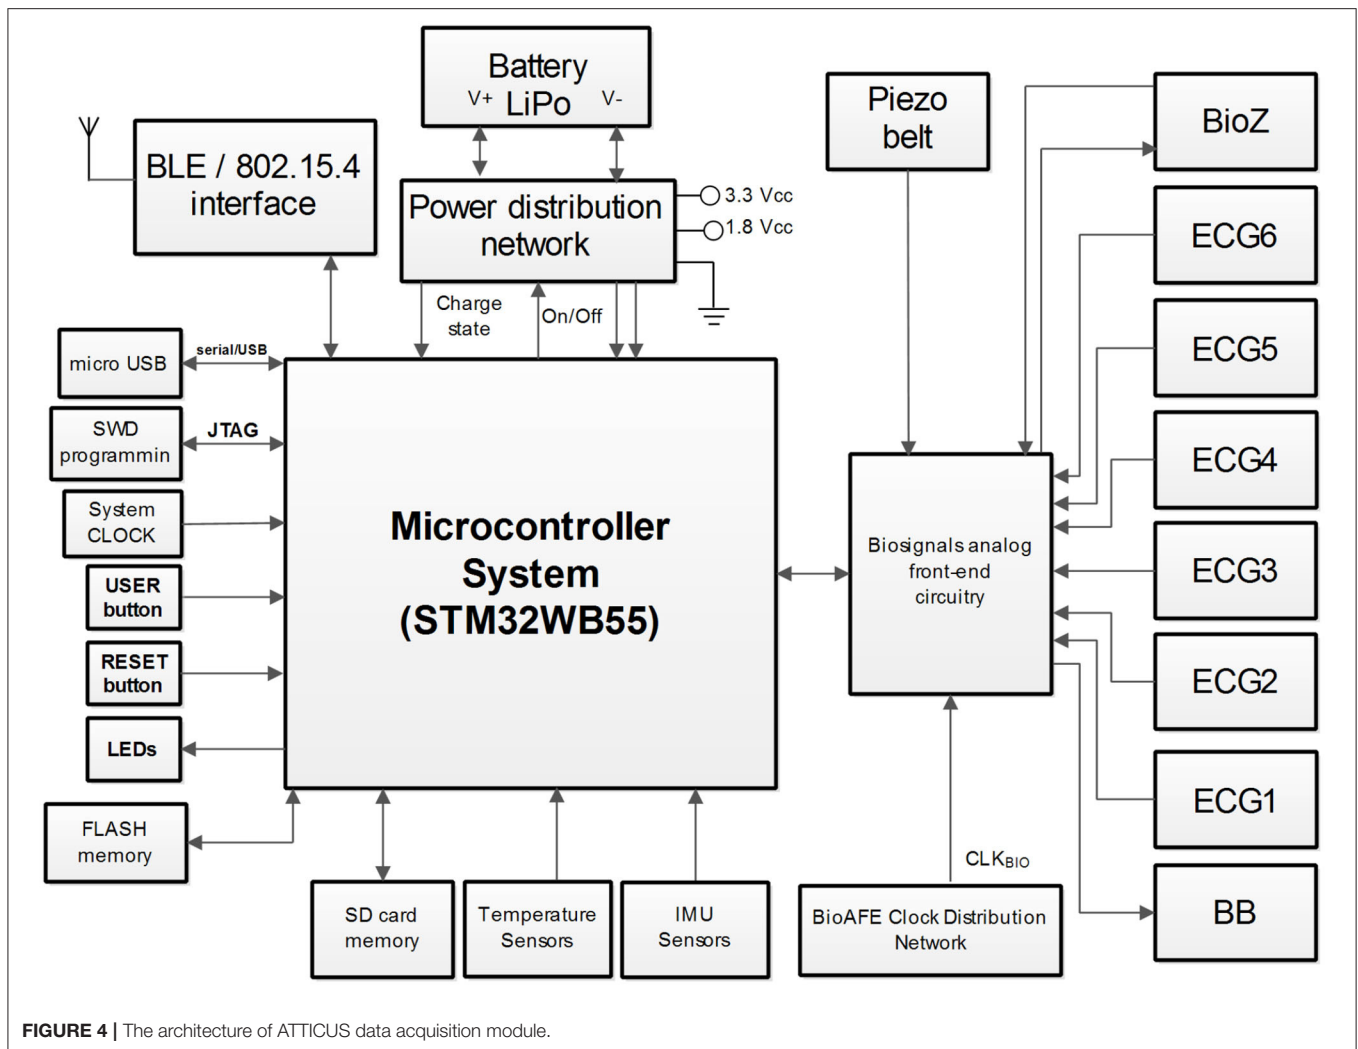 Battery
V+ LiPo V-
Piezo
belt
BioZ
BLE / 802.15.4
interface
Power distribution
network
3.3 Vcc
1.8 Vcc
ECG6
Charge
state
On/Off
micro USB
serial/USB
ECG5
SWD
programmin
JTAG
ECG4
System
CLOCK
Microcontroller
System
(STM32WB55)
Biosignals analog
front-end
circuitry
ECG3
USER
button
RESET
button
ECG2
LEDs
ECG1
FLASH
memory
CLKBIO
SD card
memory
Temperature
Sensors
IMU
Sensors
BioAFE Clock Distribution
Network
BB
FIGURE 4 | The architecture of ATTICUS data acquisition module.